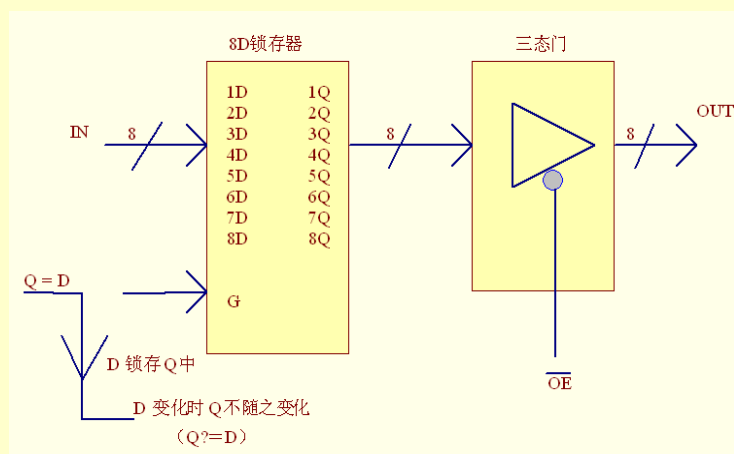 8D锁存器
三态门
1D 1Q
2D 2Q
3D 3Q
4D 4Q
5D 5Q
6D 6Q
7D 7Q
8D 8Q
IN
8
8
8
OUT
Q = D
G
D 锁存Q中
D 变化时Q不随之变化
（Q?=D）
OE